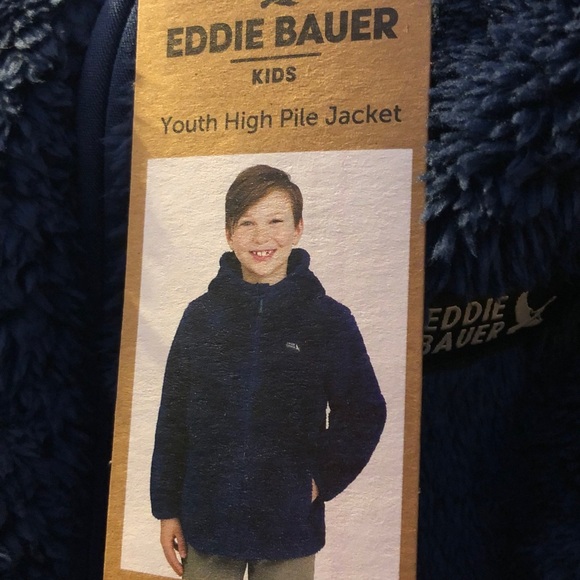 EDDIE BAUER
KIDS
Youth High Pile Jacket
EDDIE
BAUER